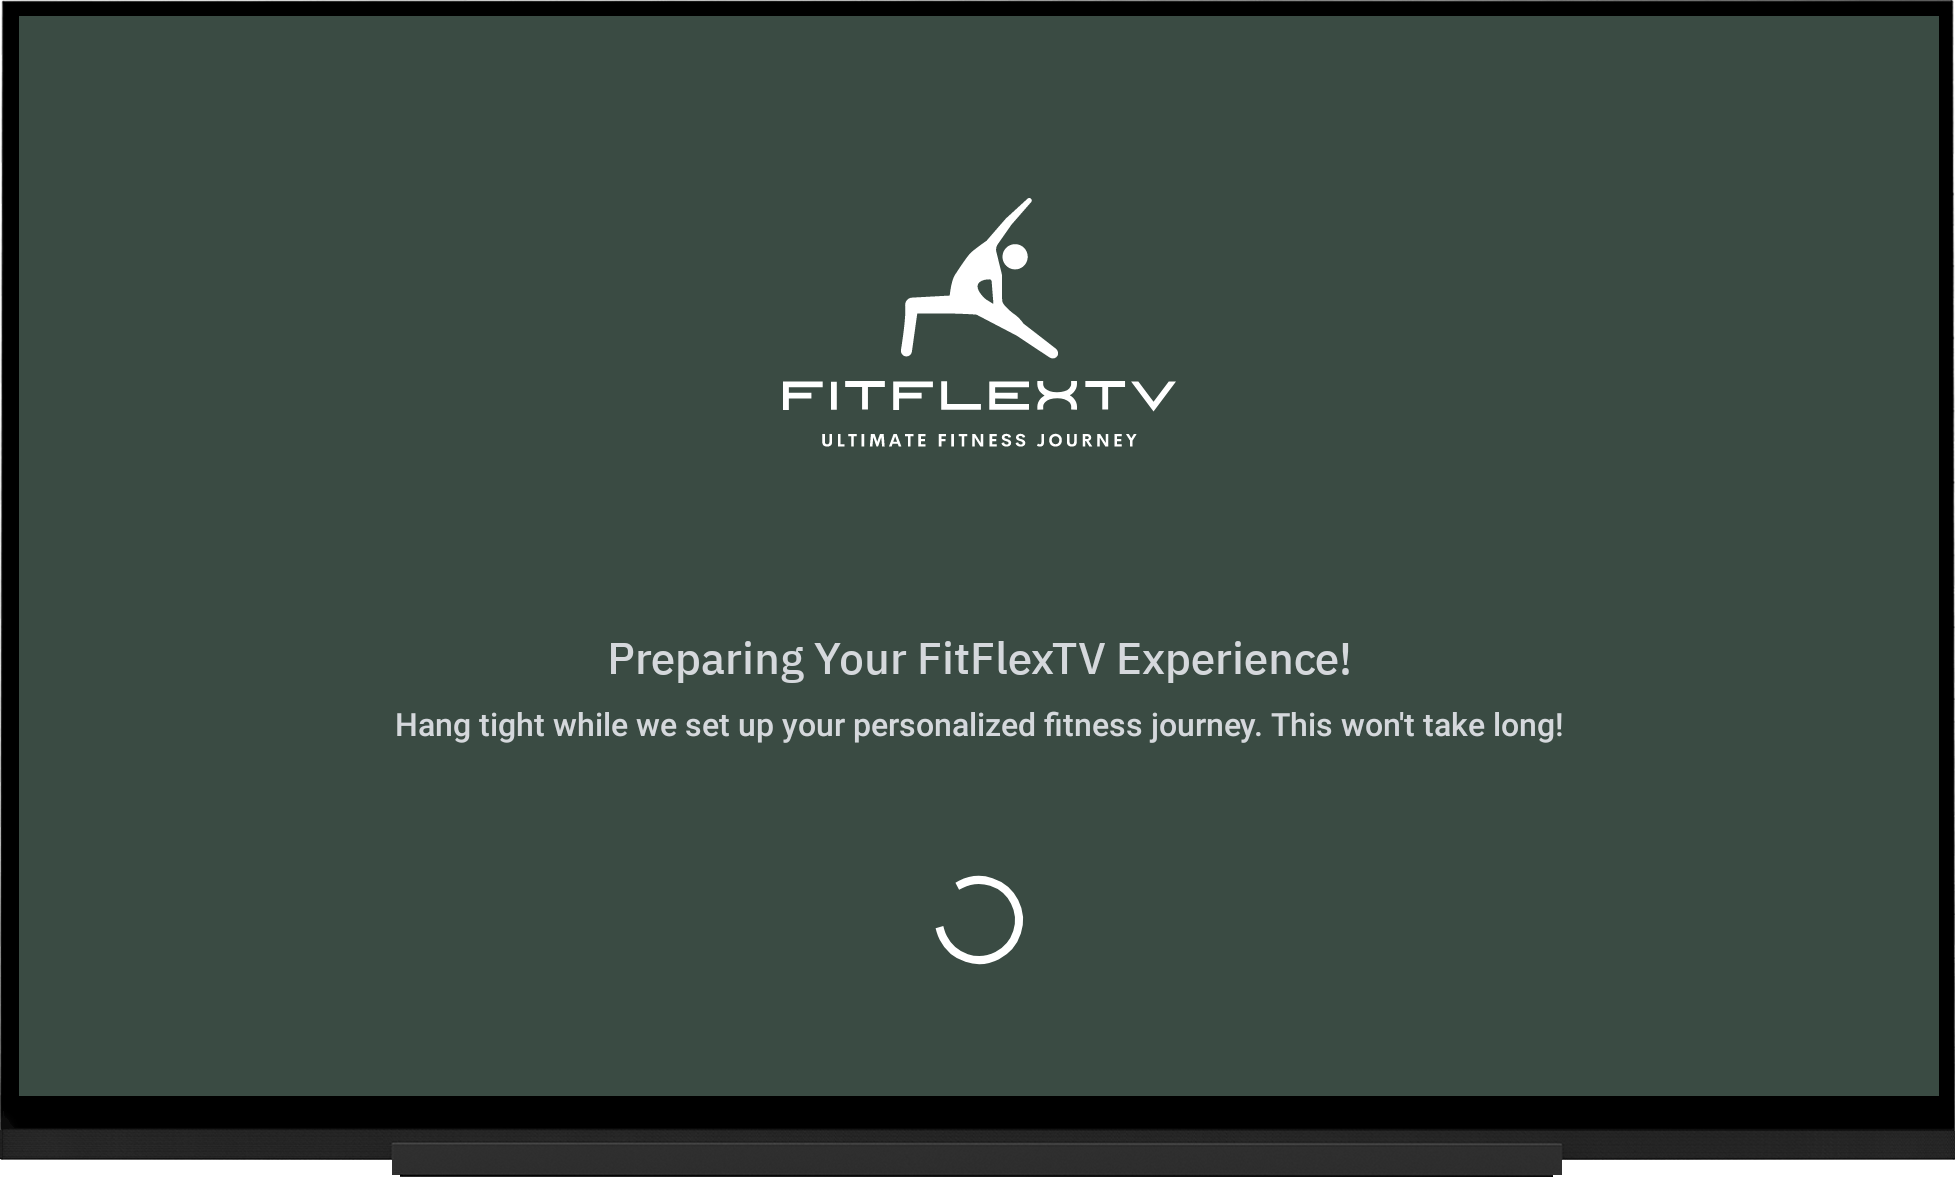 FITFLEXTV
ULTIMATE FITNESS JOURNEY
Preparing Your FitFlexTV Experience!
Hang tight while we set up your personalized fitness journey. This won't take long!